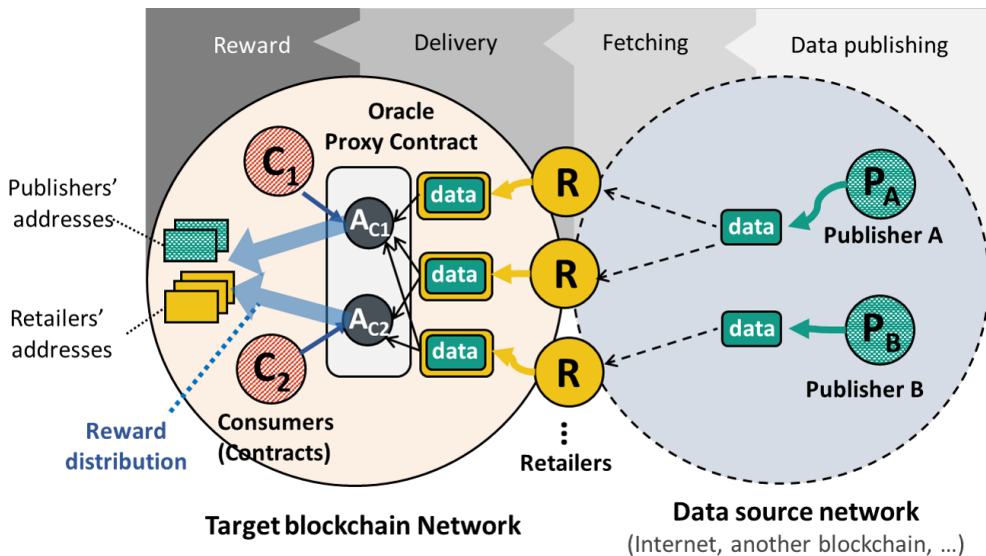 Reward
Delivery
Fetching
Data publishing
Oracle
Proxy Contract
C1
Publishers'
addresses
AC1
data
R
data
PA
Publisher A
data
R
Retailers'
addresses
AC2
data
R
data
PB
Publisher B
C2
Consumers
(Contracts)
Reward
distribution
Retailers
Target blockchain Network
Data source network
(Internet, another blockchain, ...)